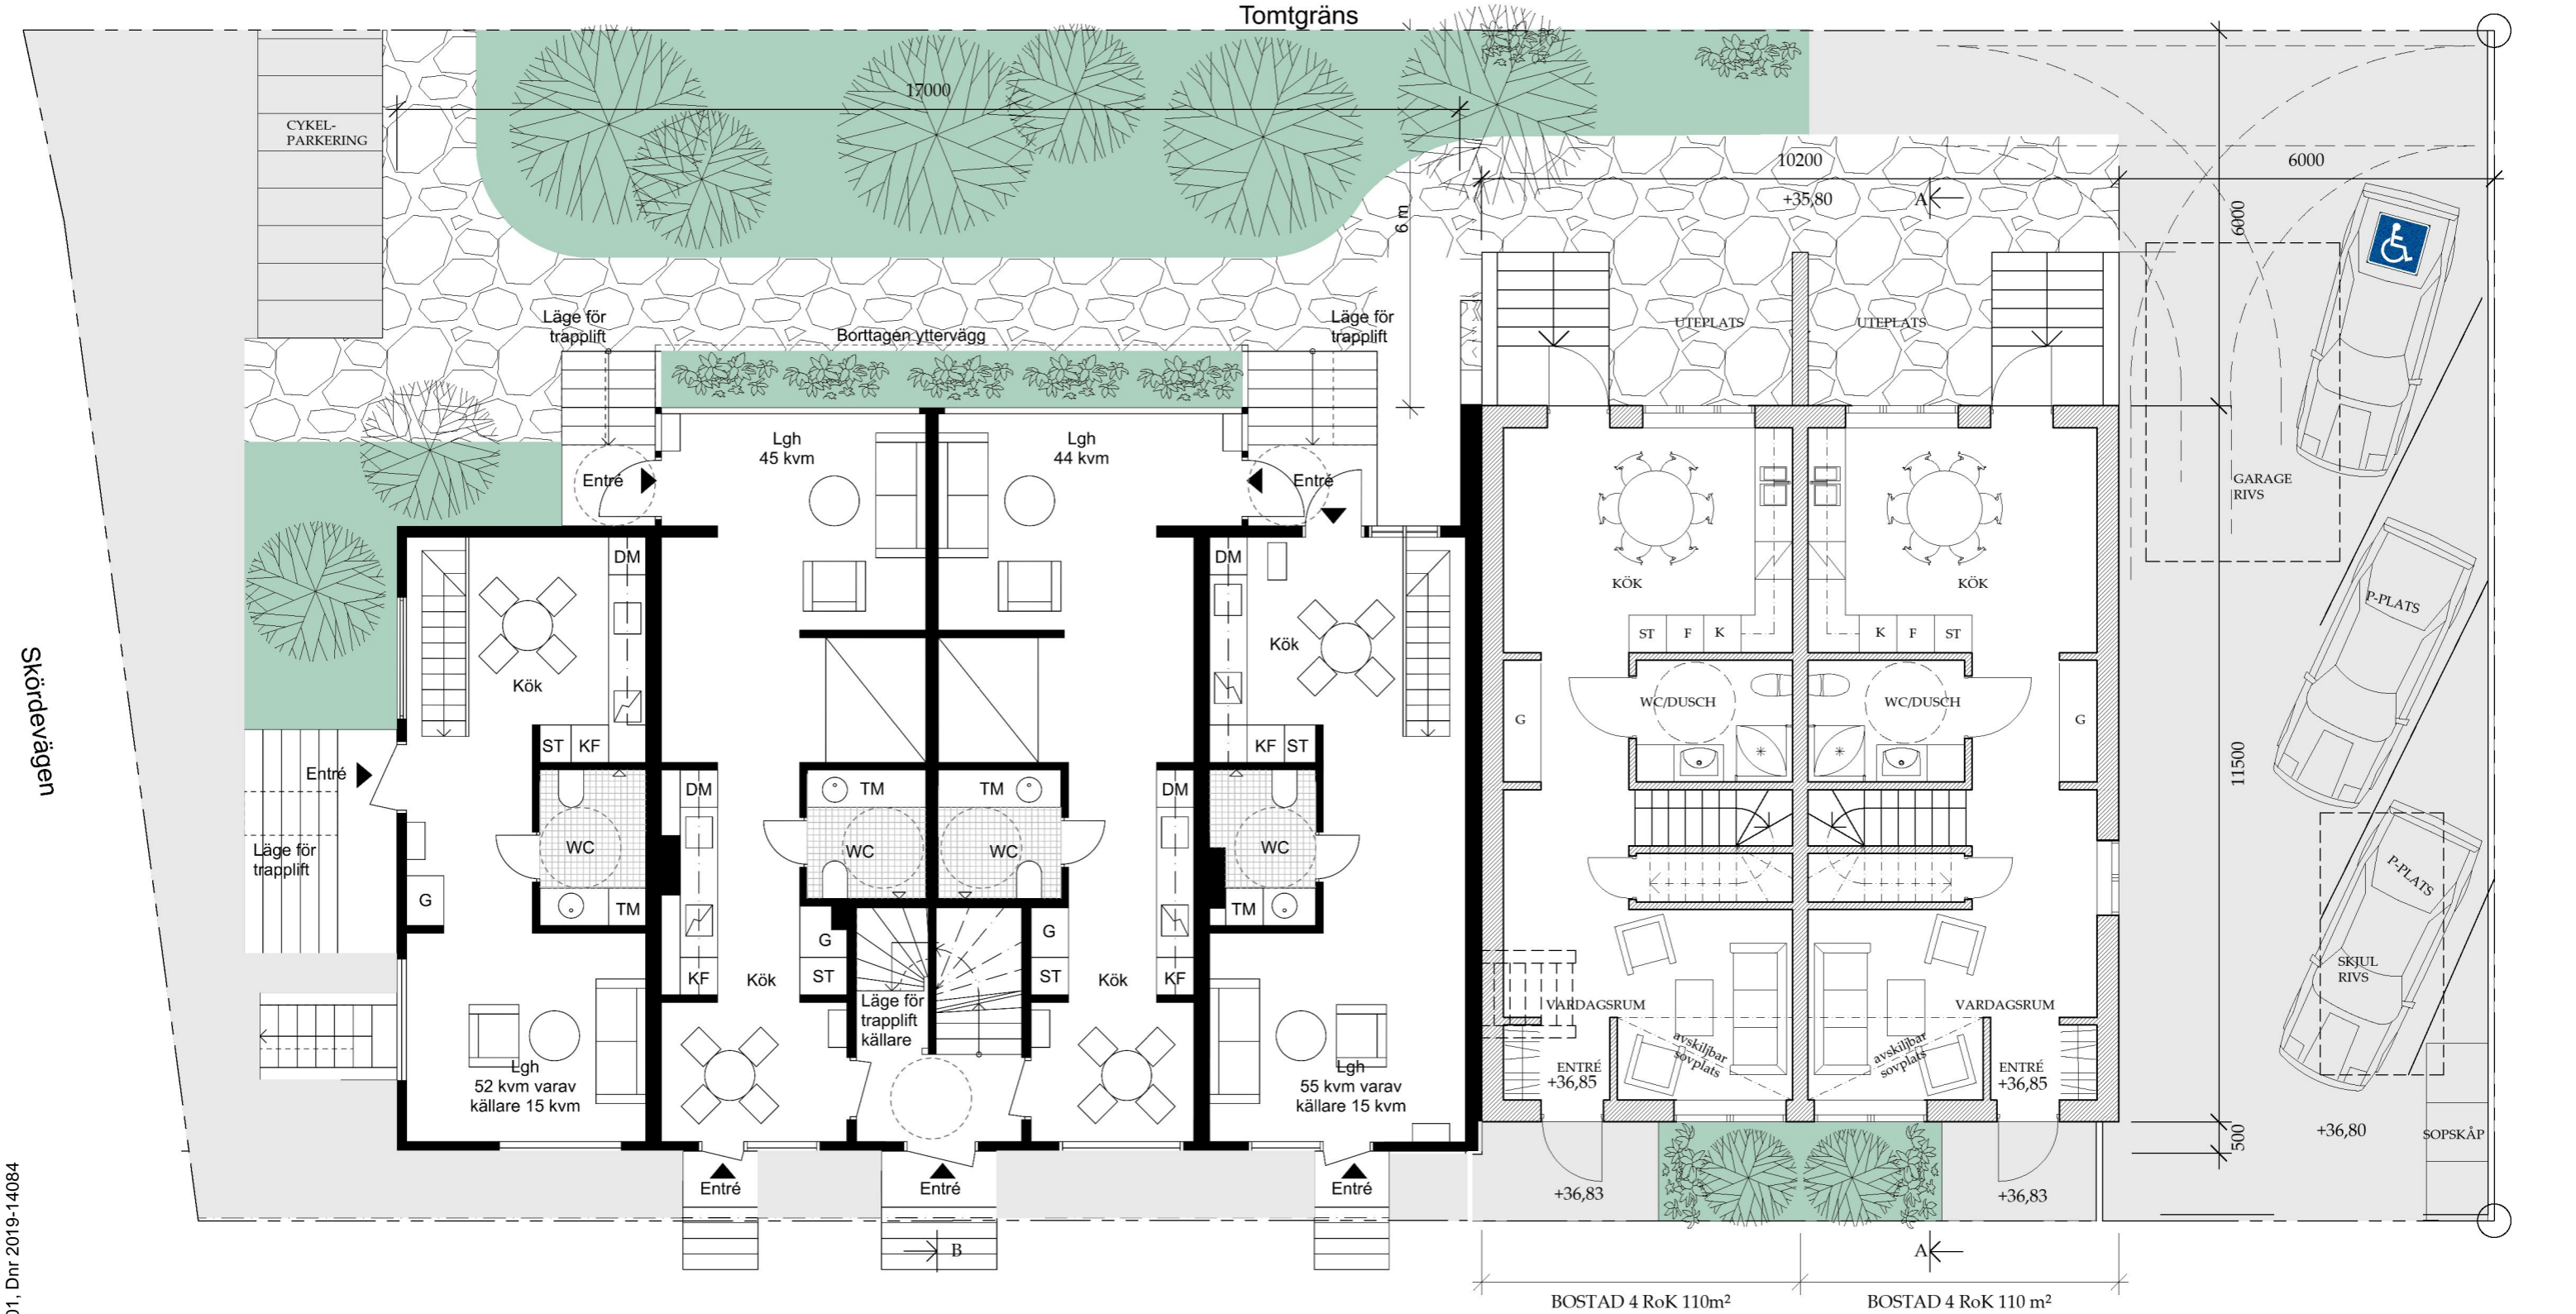 Tomtgräns
17000
CYKEL-
PARKERING
10200
6000
+35,80
A
6 m
6000
Läge för
trapplift
Borttagen yttervägg
Läge för
trapplift
UTEPLATS
UTEPLATS
Lgh
45 kvm
Lgh
44 kvm
Entré
Entré
GARAGE
RIVS
DM
DM
KÖK
KÖK
P-PLATS
Kök
Kök
ST
F
K
K
F
ST
Skördevägen
WC/DUSCH
WC/DUSCH
G
G
ST
KF
KF
ST
11500
Entré
DM
TM
TM
DM
Läge för
trapplift
WC
WC
WC
WC
P-PLATS
G
TM
TM
G
G
ST
ST
KF
Kök
Kök
KF
SKJUL
RIVS
Läge för
trapplift
källare
VARDAGSRUM
VARDAGSRUM
avskiljbar
sovplats
avskiljbar
sovplats
Lgh
52 kvm varav
källare 15 kvm
Lgh
55 kvm varav
källare 15 kvm
ENTRÉ
+36,85
ENTRÉ
+36,85
500
+36,80
SOPSKÅP
Entré
Entré
Entré
+36,83
+36,83
B
A
01, Dnr 2019-14084
BOSTAD 4 RoK 110m²
BOSTAD 4 RoK 110 m²